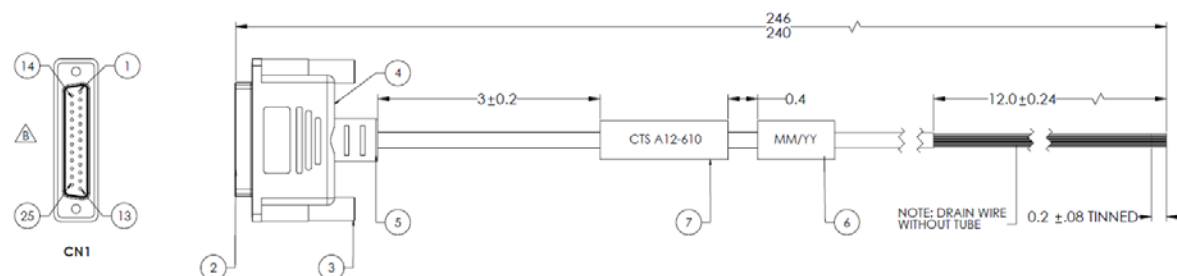 246
240
14
1
4
3±0.2
0.4
12.0±0.24
B
CTS A12-610
MM/YY
25
13
5
7
6
NOTE: DRAIN WIRE
WITHOUT TUBE
0.2 ±.08 TINNED
CN1
2
3